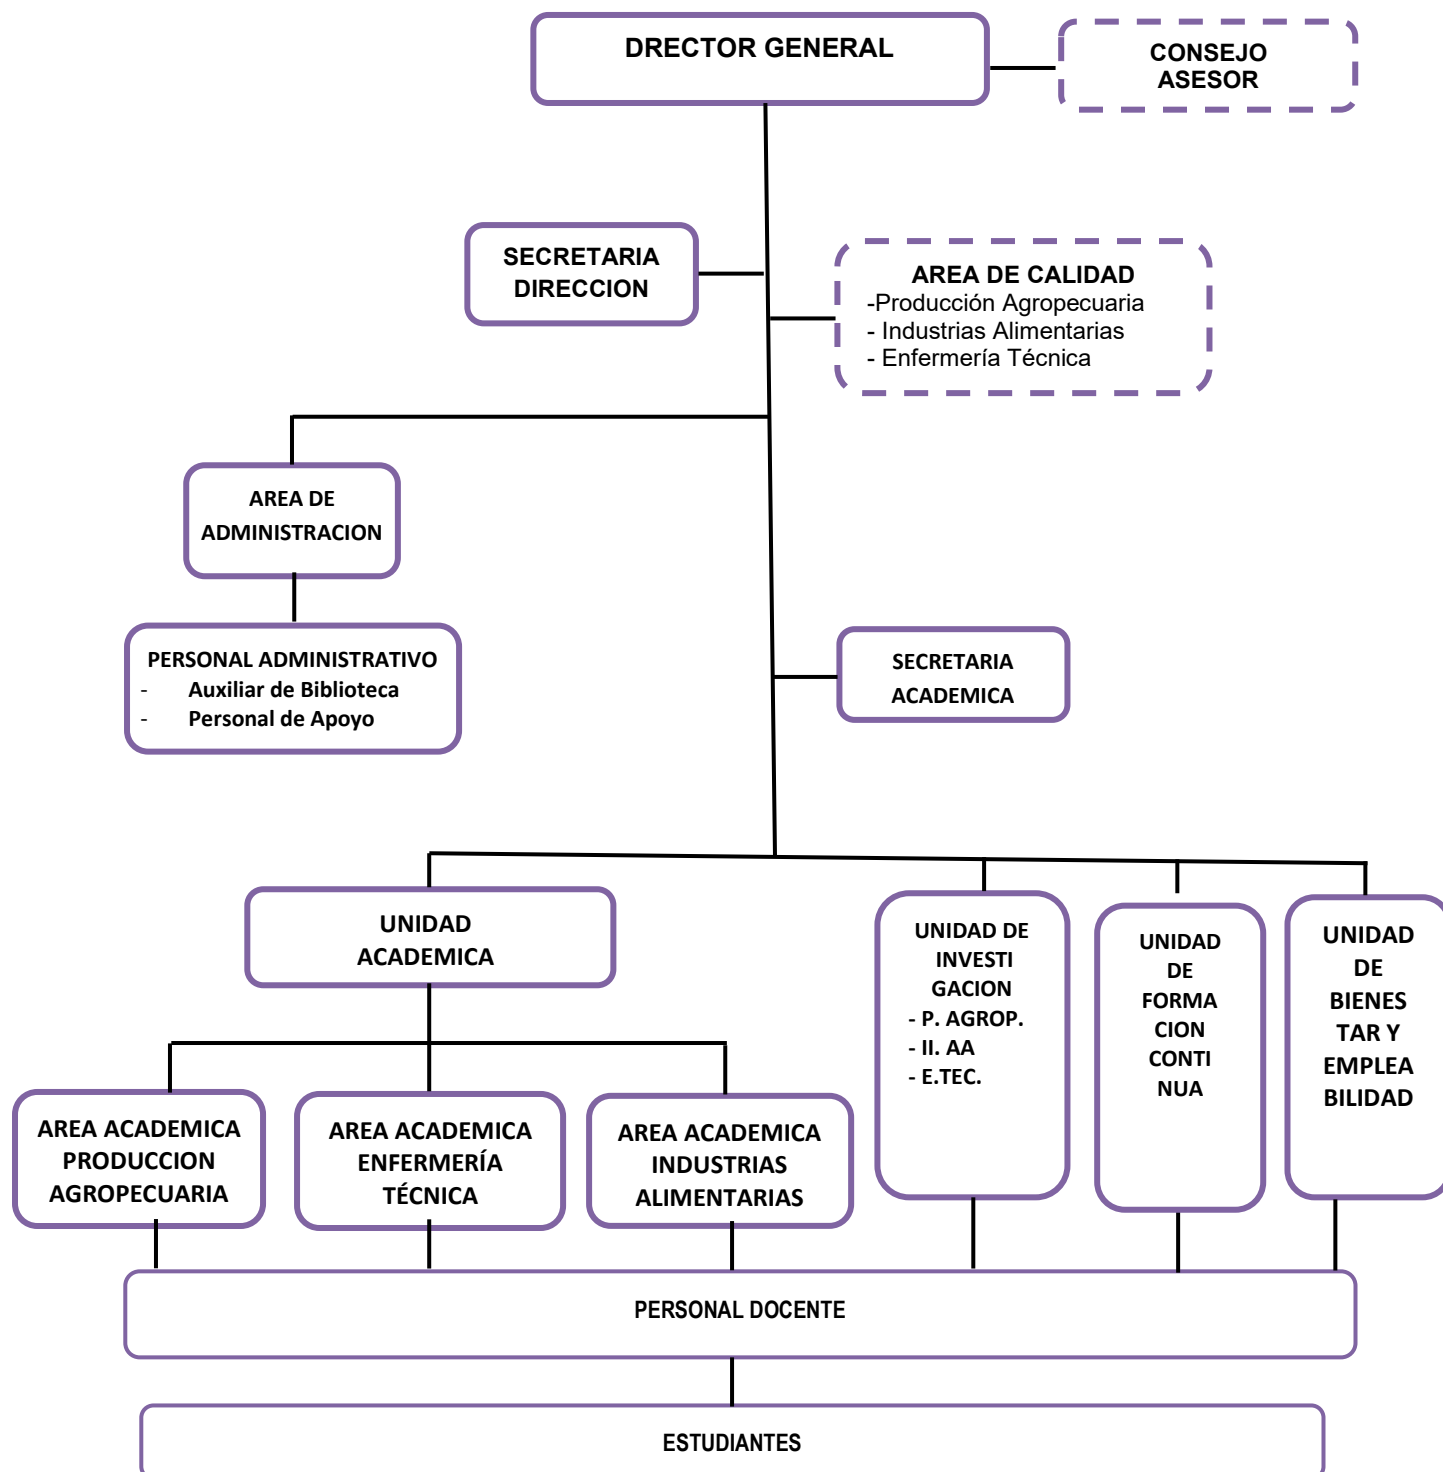 DRECTOR GENERAL
CONSEJO
ASESOR
SECRETARIA
DIRECCION
AREA DE CALIDAD
-Producción Agropecuaria
- Industrias Alimentarias
- Enfermería Técnica
AREA DE
ADMINISTRACION
PERSONAL ADMINISTRATIVO
- Auxiliar de Biblioteca
- Personal de Apoyo
SECRETARIA
ACADEMICA
UNIDAD
ACADEMICA
UNIDAD DE
INVESTI
GACION
- P. AGROP.
- II. AA
- E.TEC.
UNIDAD
DE
FORMA
CION
CONTI
NUA
UNIDAD
DE
BIENES
TAR Y
EMPLEA
BILIDAD
AREA ACADEMICA
PRODUCCION
AGROPECUARIA
AREA ACADEMICA
ENFERMERÍA
TÉCNICA
AREA ACADEMICA
INDUSTRIAS
ALIMENTARIAS
PERSONAL DOCENTE
ESTUDIANTES